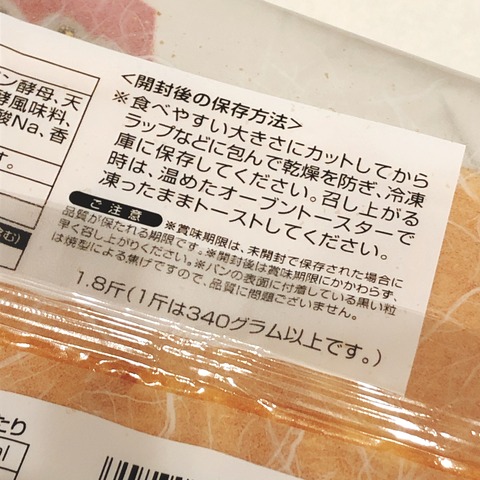 ン酵母、天
酵風味料、
酸Na、香
す。
<開封後の保存方法>
※食べやすい大きさにカットしてから
ラップなどに包んで乾燥を防ぎ、冷凍
庫に保存してください。召し上がる
時は、温めたオーブントースターで
凍ったままトーストしてください。
ご注意
※賞味期限は、未開封で保存された場合に
品質が保たれる期限です。※開封後は賞味期限にかかわらず、
早く召し上がりください。※パンの表面に付着している黒い粒
は焼型による焦げですので、品質に問題ございません。
1.8斤(1斤は340グラム以上です。)
む)
たり